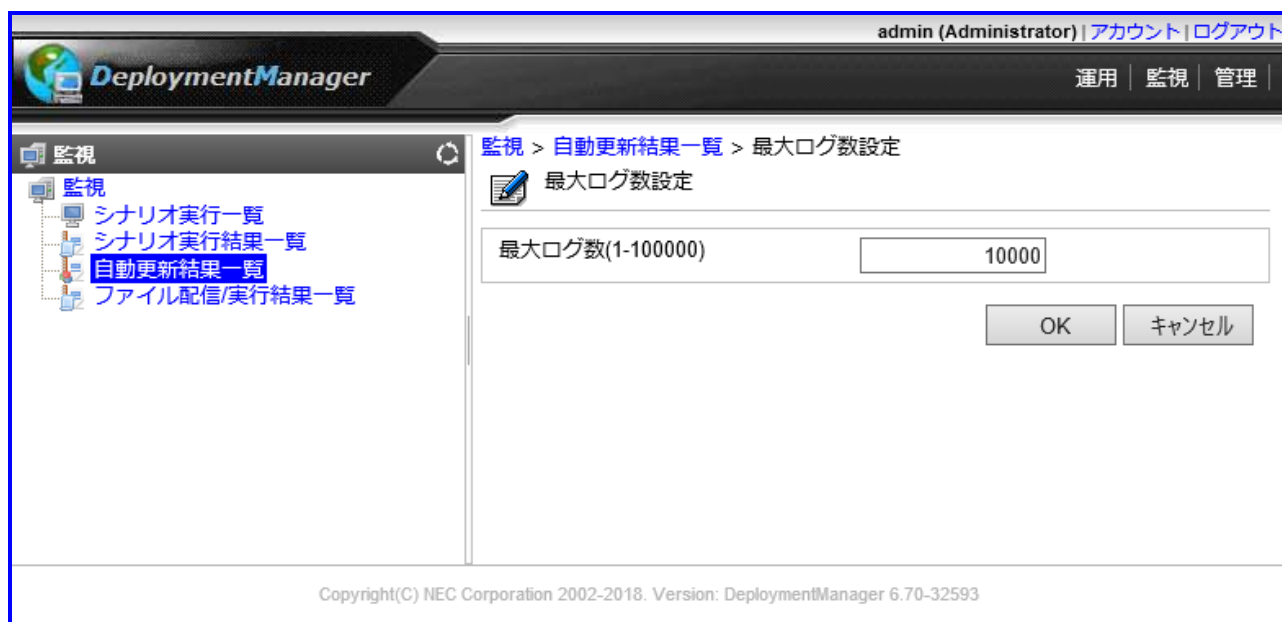 admin (Administrator) | アカウント | ログアウト
DeploymentManager
運用 | 監視 | 管理 |
監視
監視
シナリオ実行一覧
シナリオ実行結果一覧
自動更新結果一覧
ファイル配信/実行結果一覧
監視 > 自動更新結果一覧 > 最大ログ数設定
最大ログ数設定
最大ログ数(1-100000) 10000
OK キャンセル
Copyright(C) NEC Corporation 2002-2018. Version: DeploymentManager 6.70-32593